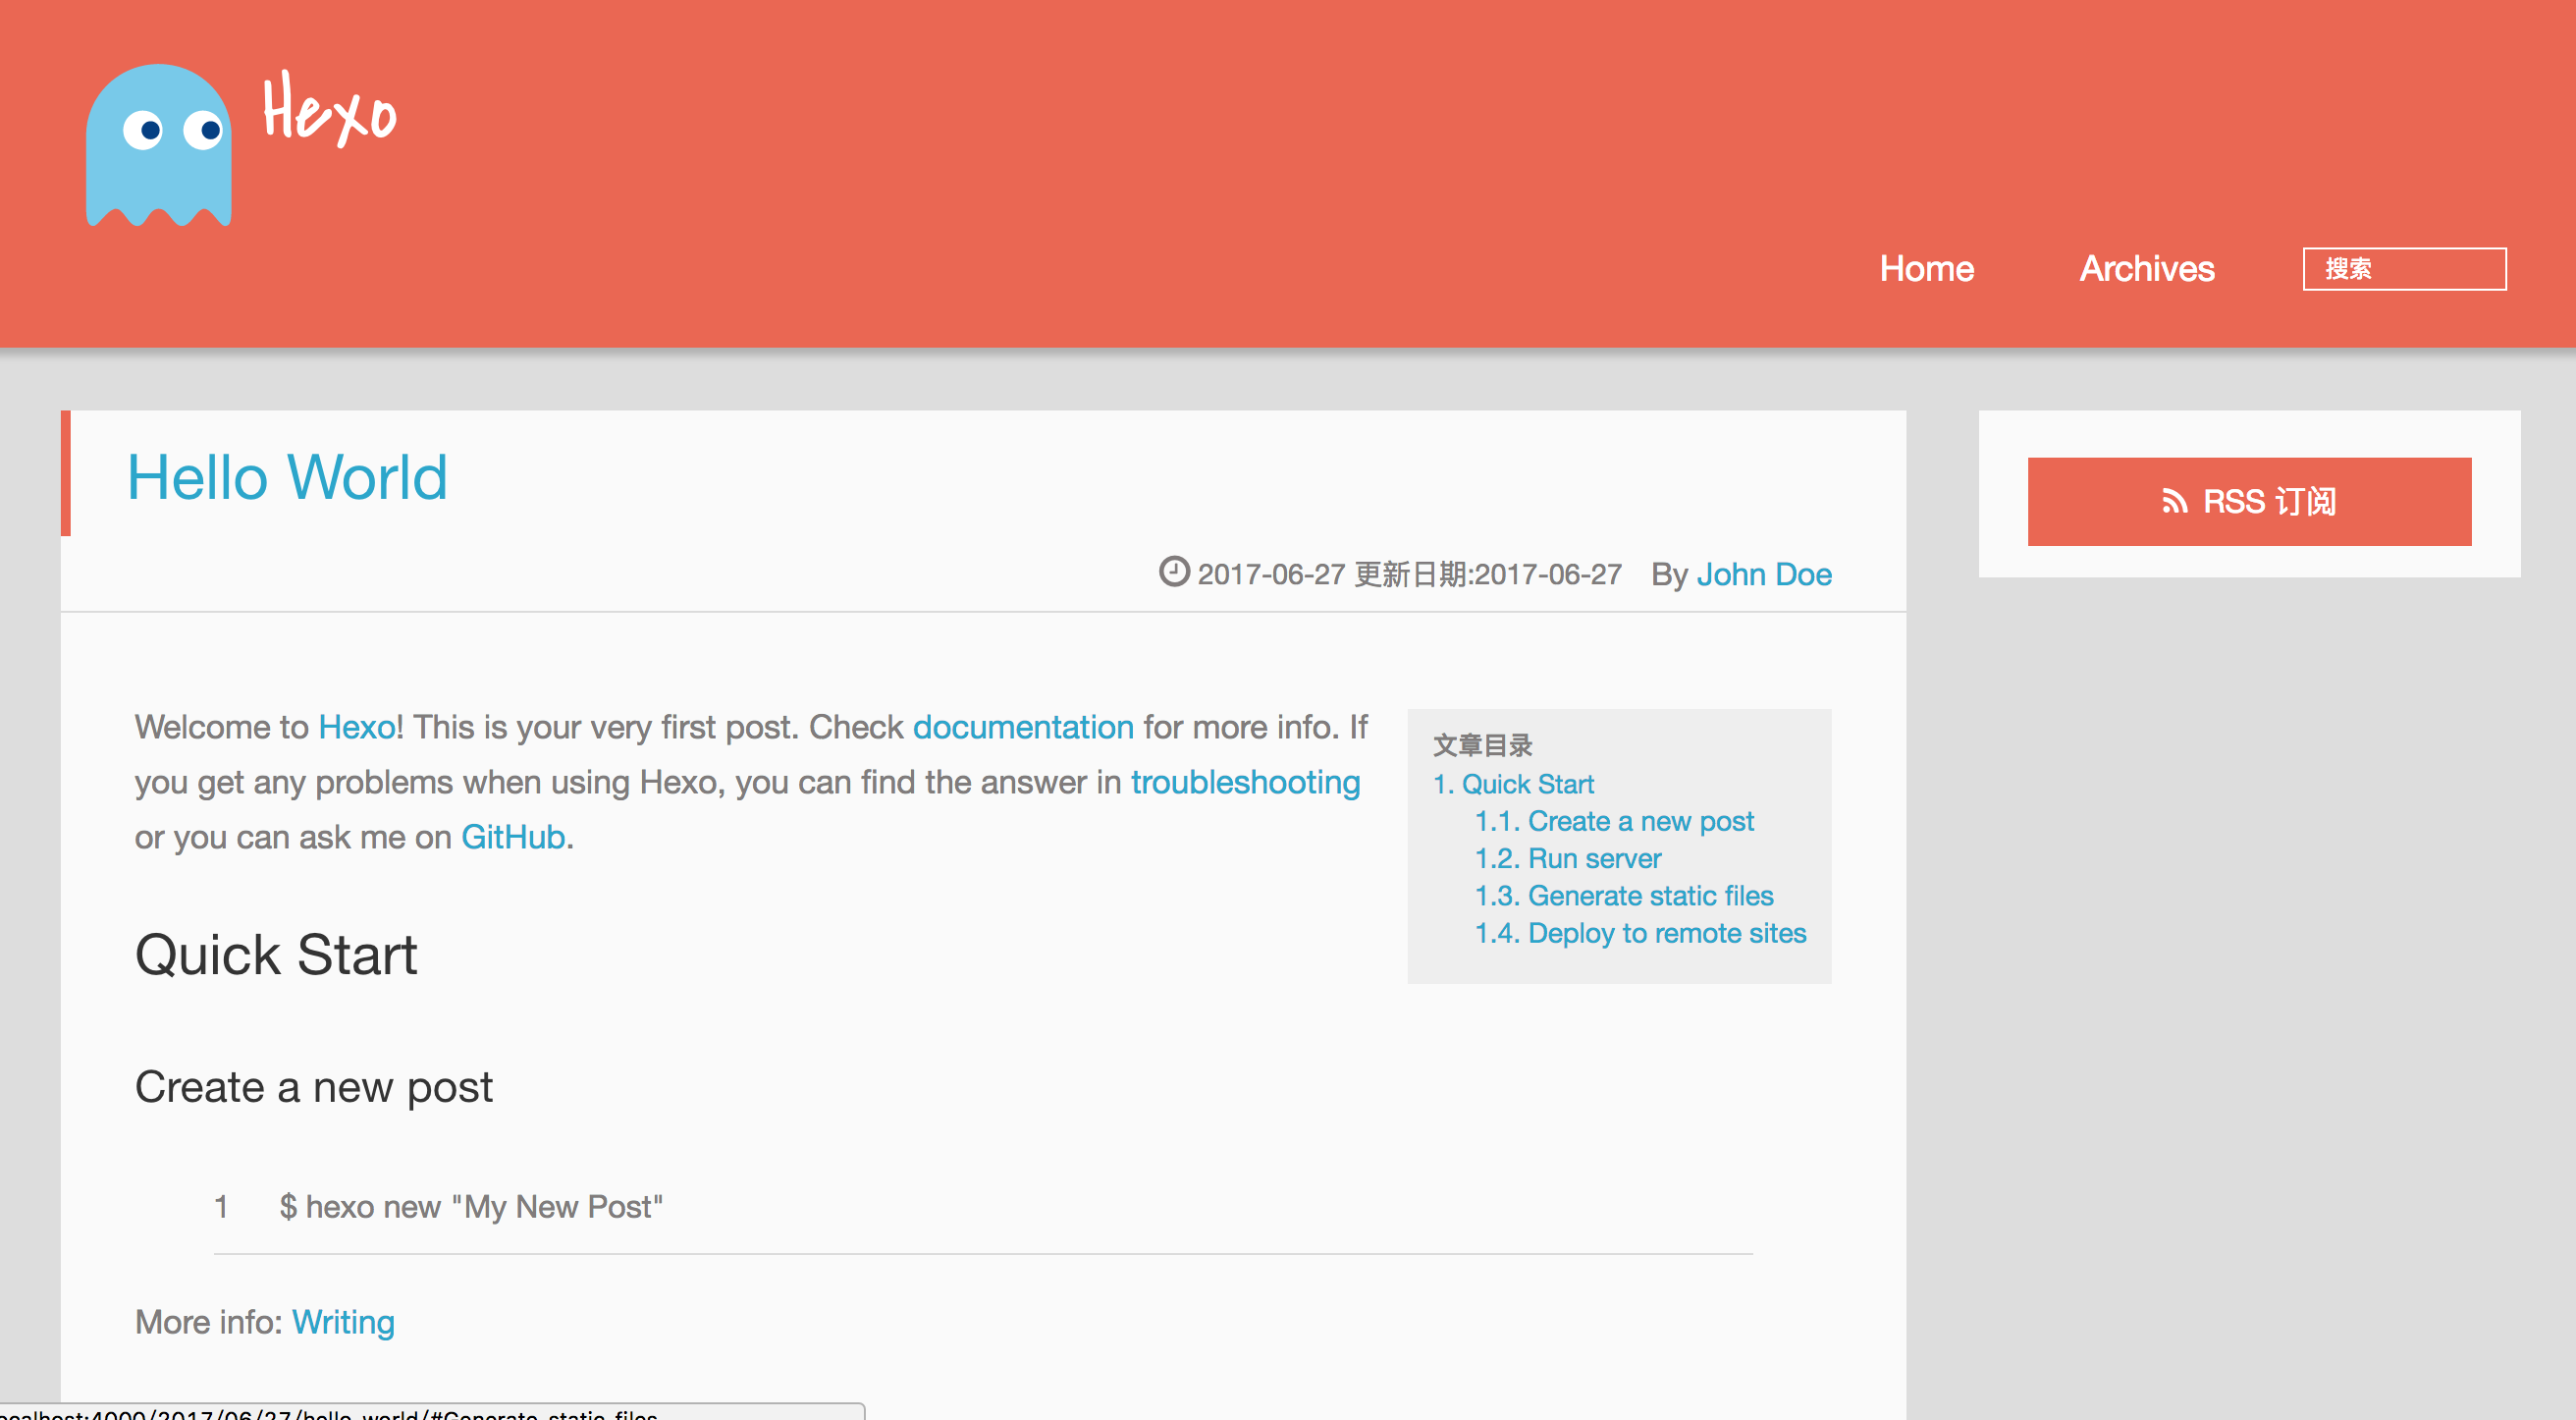 Hexo
Home Archives 搜索
Hello World
2017-06-27 更新日期:2017-06-27 By John Doe
RSS 订阅
Welcome to Hexo! This is your very first post. Check documentation for more info. If
you get any problems when using Hexo, you can find the answer in troubleshooting
or you can ask me on GitHub.
文章目录
1. Quick Start
1.1. Create a new post
1.2. Run server
1.3. Generate static files
1.4. Deploy to remote sites
Quick Start
Create a new post
1 $ hexo new "My New Post"
More info: Writing
ocalhost:4000/2017/06/27/hello-world/#Generate-static-files